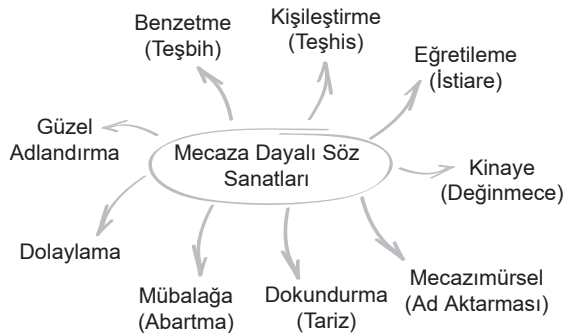 Benzetme
(Teşbih)
Kişileştirme
(Teşhis)
Eğretileme
(İstiare)
Güzel
Adlandırma
Mecaza Dayalı Söz
Sanatları
Kinaye
(Değinmece)
Dolaylama
Mübalağa
(Abartma)
Dokundurma
(Tariz)
Mecazımürsel
(Ad Aktarması)